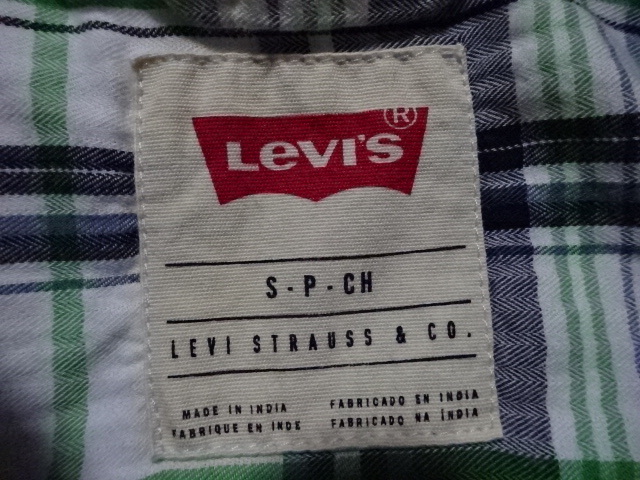 Levi's ®
S - P - CH
LEVI STRAUSS & CO.
MADE IN INDIA FABRICADO EN INDIA
FABRIQUE EN INDE FABRICADO NA ÍNDIA